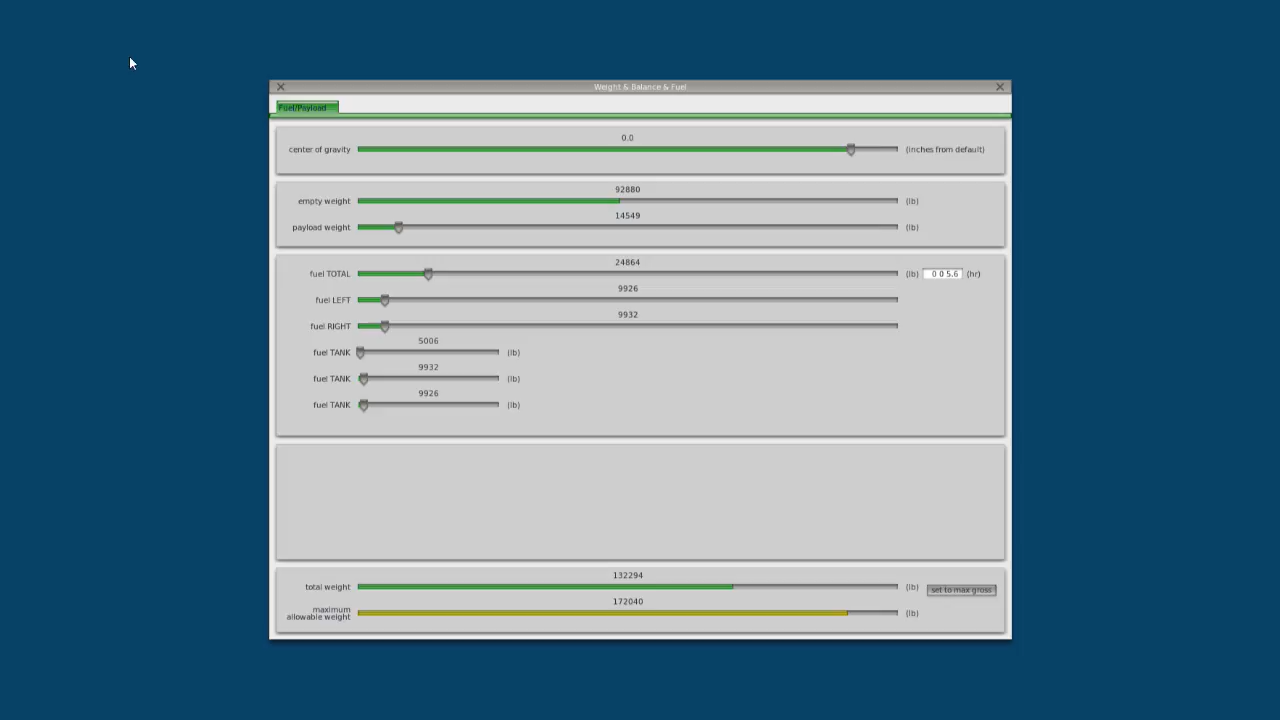 Weight & Balance & Fuel
Fuel/Payload
0.0
center of gravity (inches from default)
92880
empty weight (lb)
14549
payload weight (lb)
24864
fuel TOTAL (lb) 0 0 5.6 (hr)
9926
fuel LEFT
9932
fuel RIGHT
5006
fuel TANK (lb)
9932
fuel TANK (lb)
9926
fuel TANK (lb)
132294
total weight (lb) set to max gross
172040
maximum
allowable weight (lb)